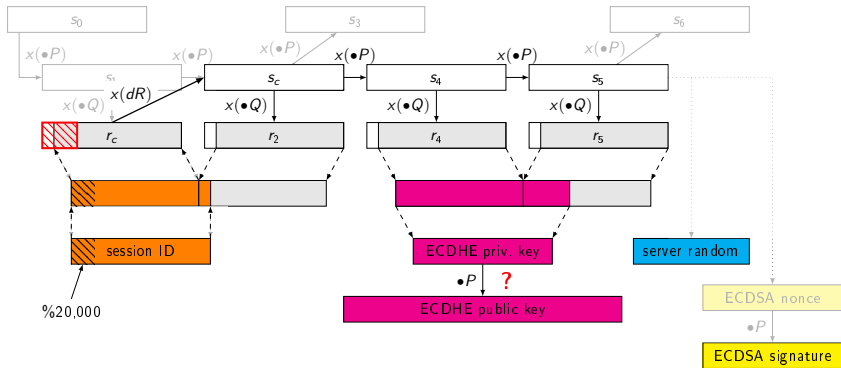 s0 s3 s6
x(•P) x(•P) x(•P) x(•P) x(•P) x(•P)
sc s4 s5
x(dR)
x(•Q) x(•Q) x(•Q) x(•Q)
rc r2 r4 r5
session ID ECDHE priv. key server random
•P ?
%20,000 ECDHE public key ECDSA nonce
•P
ECDSA signature